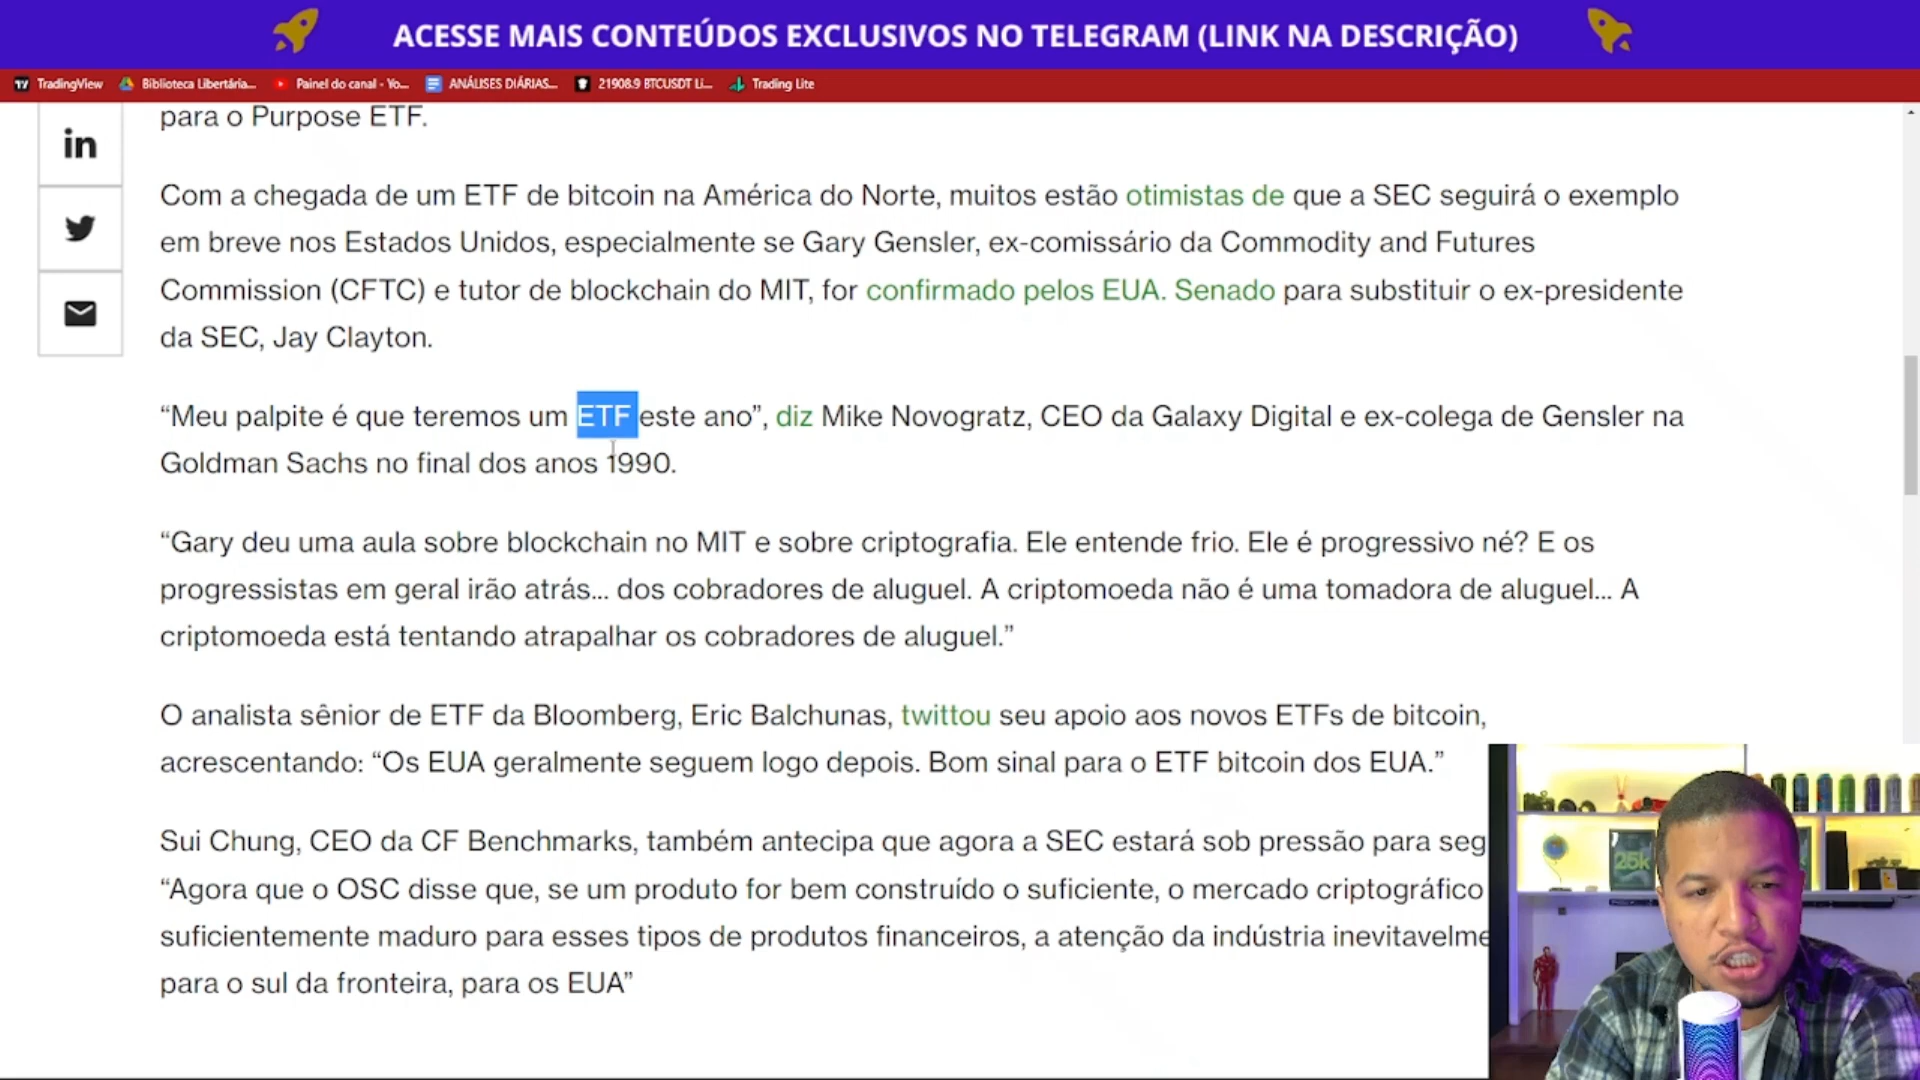 ACESSE MAIS CONTEÚDOS EXCLUSIVOS NO TELEGRAM (LINK NA DESCRIÇÃO)
TradingView Biblioteca Libertária... Painel do canal - Yo... ANÁLISES DIÁRIAS... 21908.9 BTCUSDT Li... Trading Lite
para o Purpose ETF.
in
Com a chegada de um ETF de bitcoin na América do Norte, muitos estão otimistas de que a SEC seguirá o exemplo
em breve nos Estados Unidos, especialmente se Gary Gensler, ex-comissário da Commodity and Futures
Commission (CFTC) e tutor de blockchain do MIT, for confirmado pelos EUA. Senado para substituir o ex-presidente
da SEC, Jay Clayton.
“Meu palpite é que teremos um ETF este ano”, diz Mike Novogratz, CEO da Galaxy Digital e ex-colega de Gensler na
Goldman Sachs no final dos anos 1990.
“Gary deu uma aula sobre blockchain no MIT e sobre criptografia. Ele entende frio. Ele é progressivo né? E os
progressistas em geral irão atrás... dos cobradores de aluguel. A criptomoeda não é uma tomadora de aluguel... A
criptomoeda está tentando atrapalhar os cobradores de aluguel.”
O analista sênior de ETF da Bloomberg, Eric Balchunas, twittou seu apoio aos novos ETFs de bitcoin,
acrescentando: “Os EUA geralmente seguem logo depois. Bom sinal para o ETF bitcoin dos EUA.”
Sui Chung, CEO da CF Benchmarks, também antecipa que agora a SEC estará sob pressão para seg
“Agora que o OSC disse que, se um produto for bem construído o suficiente, o mercado criptográfico
suficientemente maduro para esses tipos de produtos financeiros, a atenção da indústria inevitavelme
para o sul da fronteira, para os EUA”
25k